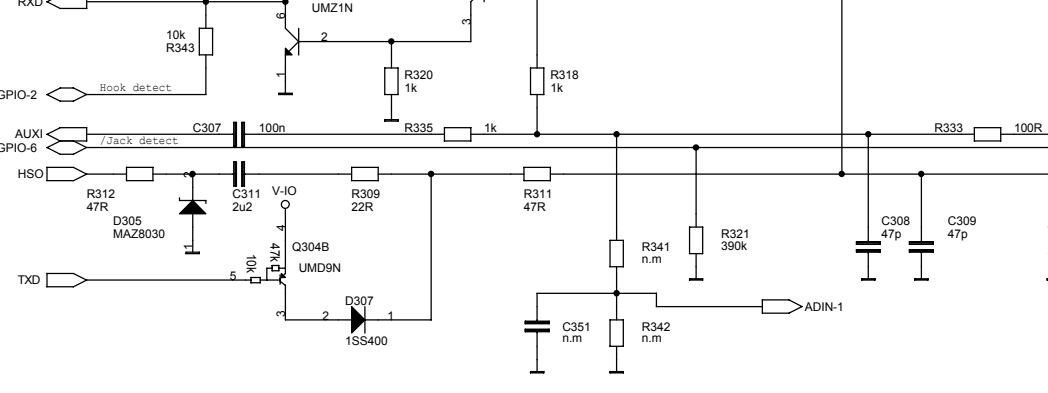 RXD
6
UMZ1N
3
10k
R343
2
1
R320
1k
R318
1k
GPIO-2
Hook detect
AUXI
C307
100n
R335
1k
R333
100R
/Jack detect
GPIO-6
HSO
2
R312
47R
C311
2u2
R309
22R
R311
47R
V-IO
D305
MAZ8030
1
4
Q304B
UMD9N
47k
10k
TXD
5
3
D307
2
1
1SS400
R341
n.m
R321
390k
C308
47p
C309
47p
ADIN-1
C351
n.m
R342
n.m